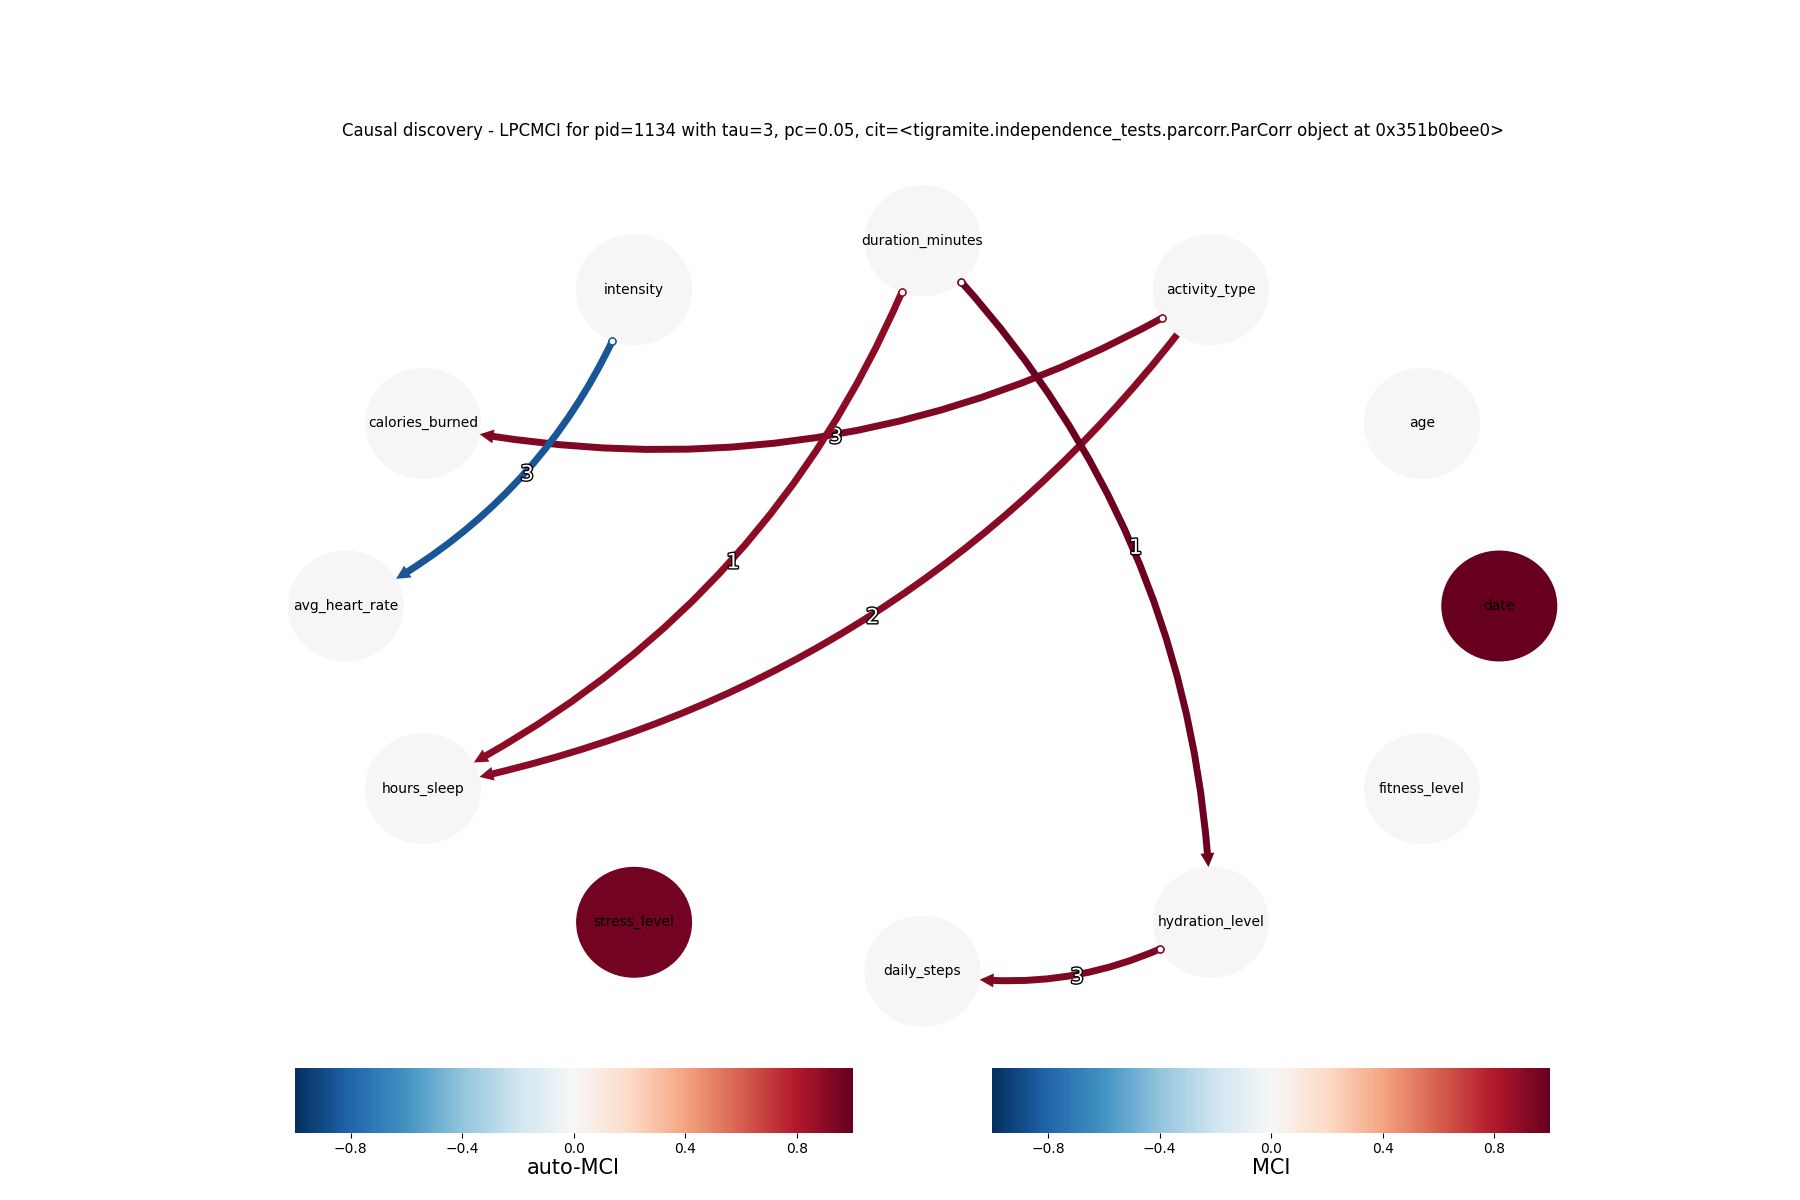 Causal discovery - LPCMCI for pid=1134 with tau=3, pc=0.05, cit=<tigramite.independence_tests.parcorr.ParCorr object at 0x351b0bee0>
duration_minutes
intensity
activity_type
calories_burned
age
3
3
1
1
avg_heart_rate
date
2
hours_sleep
fitness_level
stress_level
hydration_level
daily_steps
3
−0.8 −0.4 0.0 0.4 0.8
auto-MCI
−0.8 −0.4 0.0 0.4 0.8
MCI